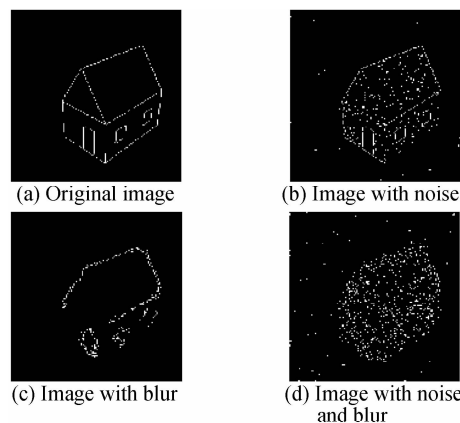 (a) Original image
(b) Image with noise
(c) Image with blur
(d) Image with noise
and blur